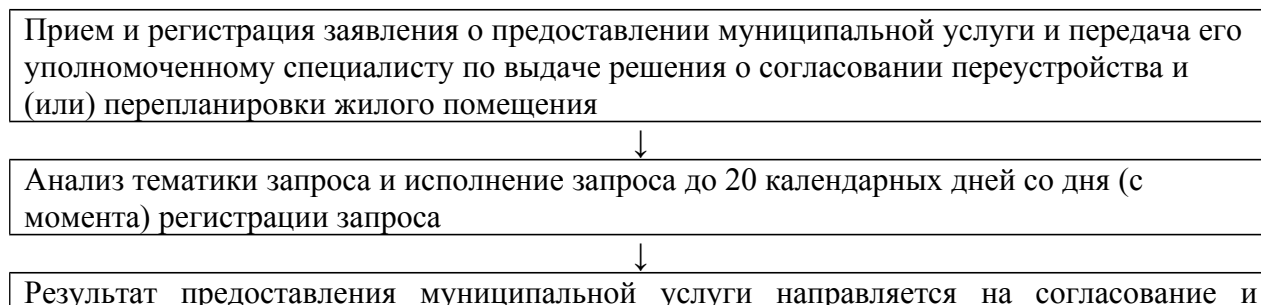 Прием и регистрация заявления о предоставлении муниципальной услуги и передача его
уполномоченному специалисту по выдаче решения о согласовании переустройства и
(или) перепланировки жилого помещения
↓
Анализ тематики запроса и исполнение запроса до 20 календарных дней со дня (с
момента) регистрации запроса
↓
Результат предоставления муниципальной услуги направляется на согласование и